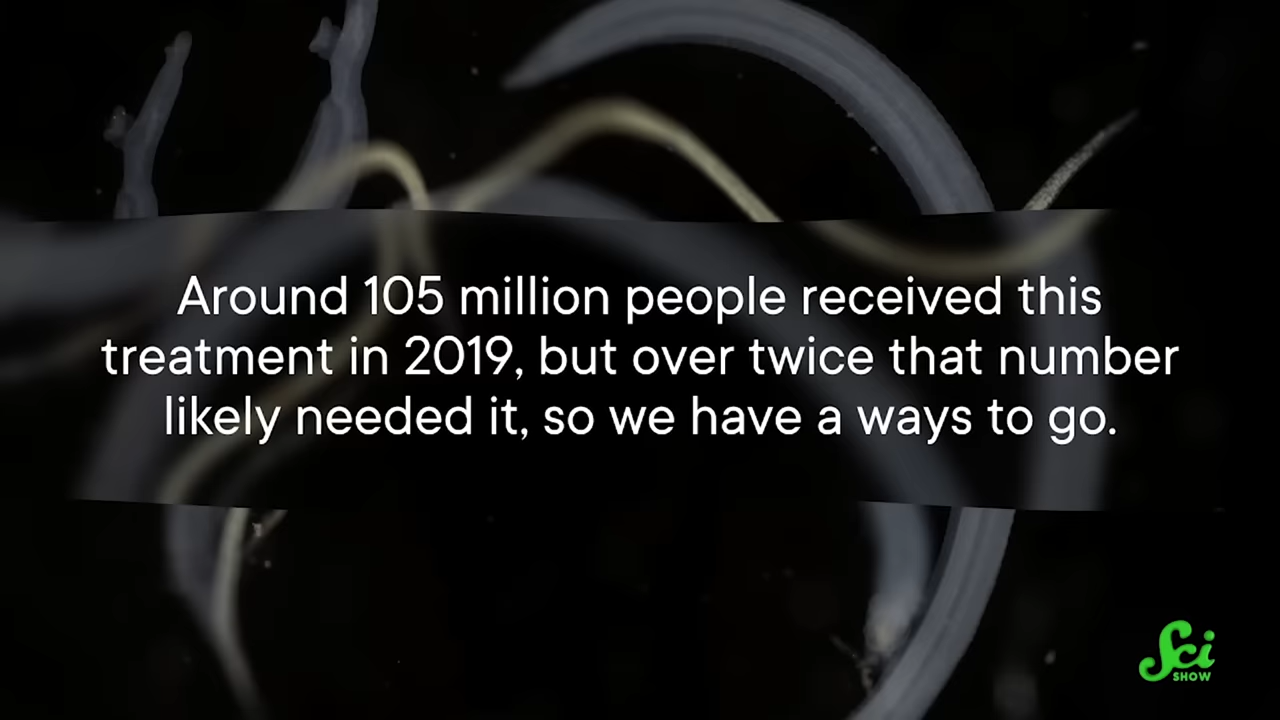 Around 105 million people received this
treatment in 2019, but over twice that number
likely needed it, so we have a ways to go.
Sci
SHOW